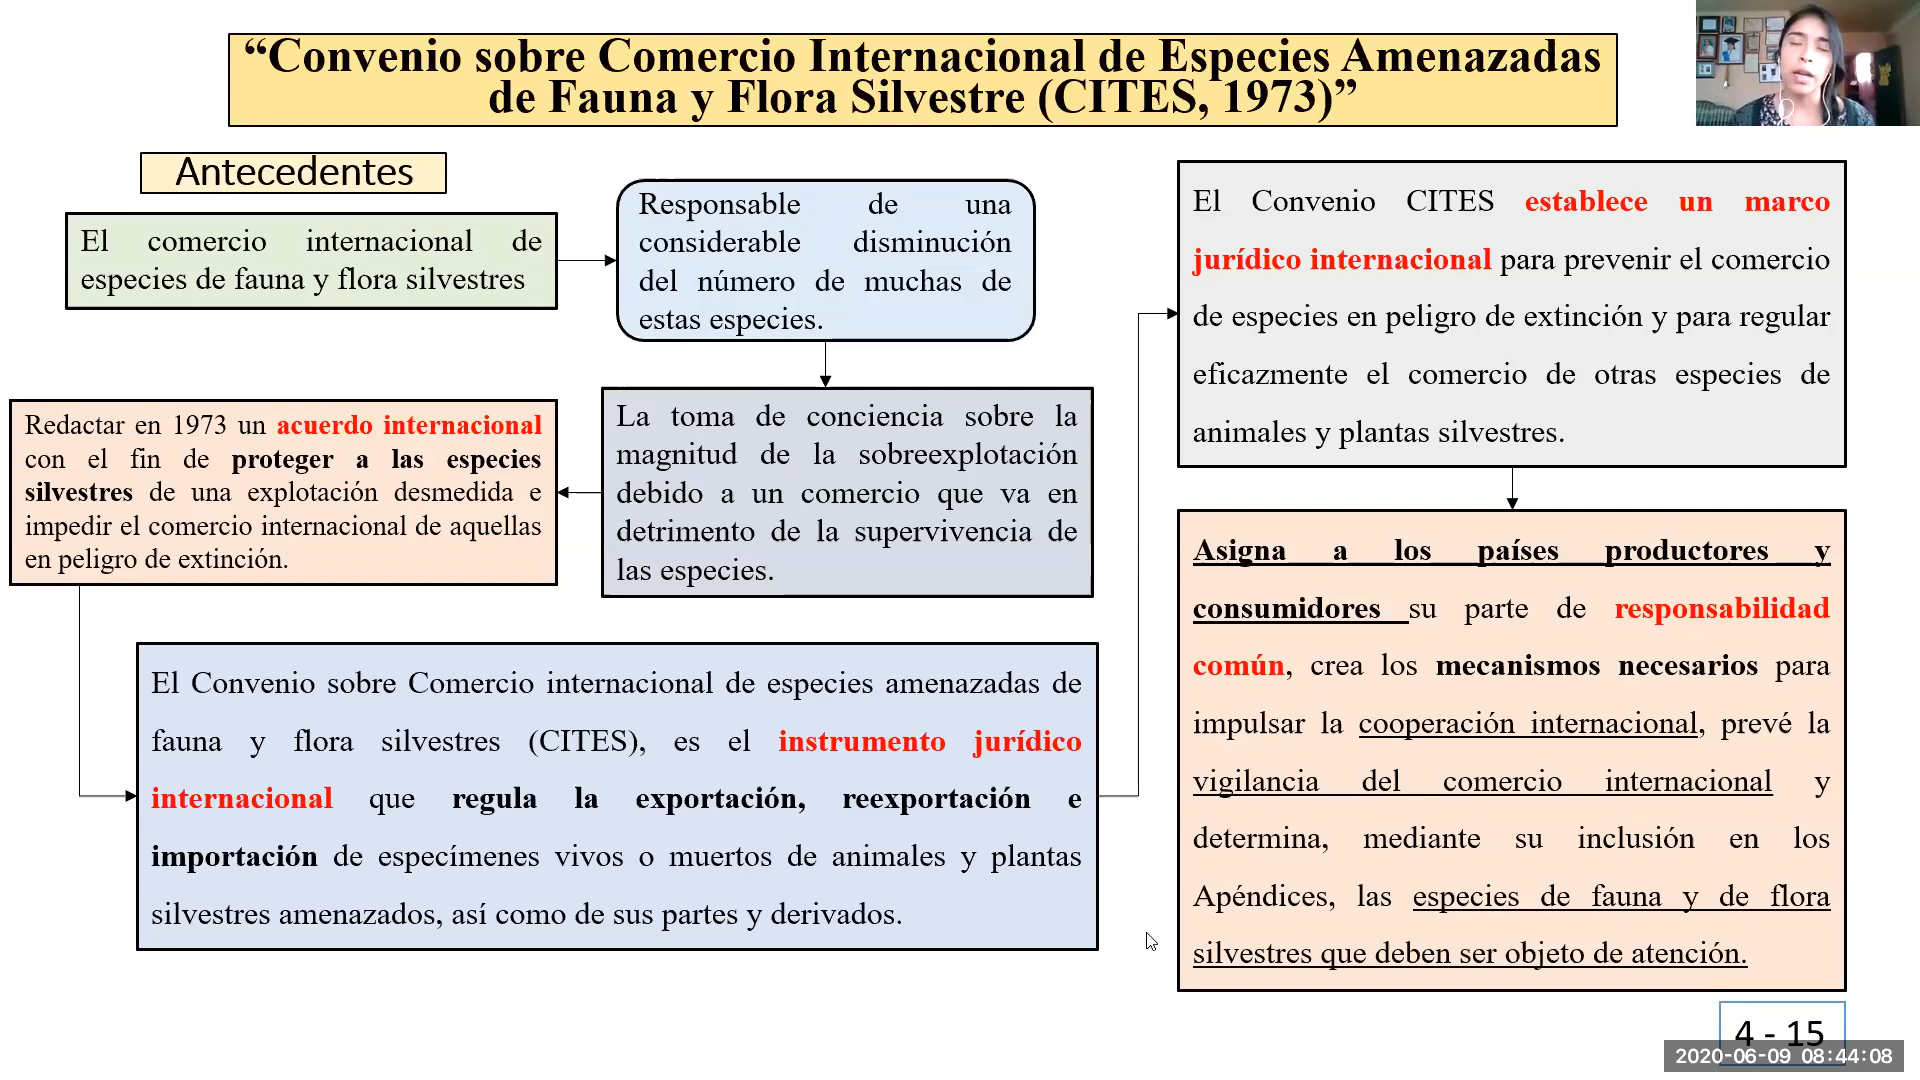 “Convenio sobre Comercio Internacional de Especies Amenazadas
de Fauna y Flora Silvestre (CITES, 1973)”
Antecedentes
El comercio internacional de
especies de fauna y flora silvestres
Responsable de una
considerable disminución
del número de muchas de
estas especies.
La toma de conciencia sobre la
magnitud de la sobreexplotación
debido a un comercio que va en
detrimento de la supervivencia de
las especies.
Redactar en 1973 un acuerdo internacional
con el fin de proteger a las especies
silvestres de una explotación desmedida e
impedir el comercio internacional de aquellas
en peligro de extinción.
El Convenio sobre Comercio internacional de especies amenazadas de
fauna y flora silvestres (CITES), es el instrumento jurídico
internacional que regula la exportación, reexportación e
importación de especímenes vivos o muertos de animales y plantas
silvestres amenazados, así como de sus partes y derivados.
El Convenio CITES establece un marco
jurídico internacional para prevenir el comercio
de especies en peligro de extinción y para regular
eficazmente el comercio de otras especies de
animales y plantas silvestres.
Asigna a los países productores y
consumidores su parte de responsabilidad
común, crea los mecanismos necesarios para
impulsar la cooperación internacional, prevé la
vigilancia del comercio internacional y
determina, mediante su inclusión en los
Apéndices, las especies de fauna y de flora
silvestres que deben ser objeto de atención.
4 - 15
2020-06-09 08:44:08